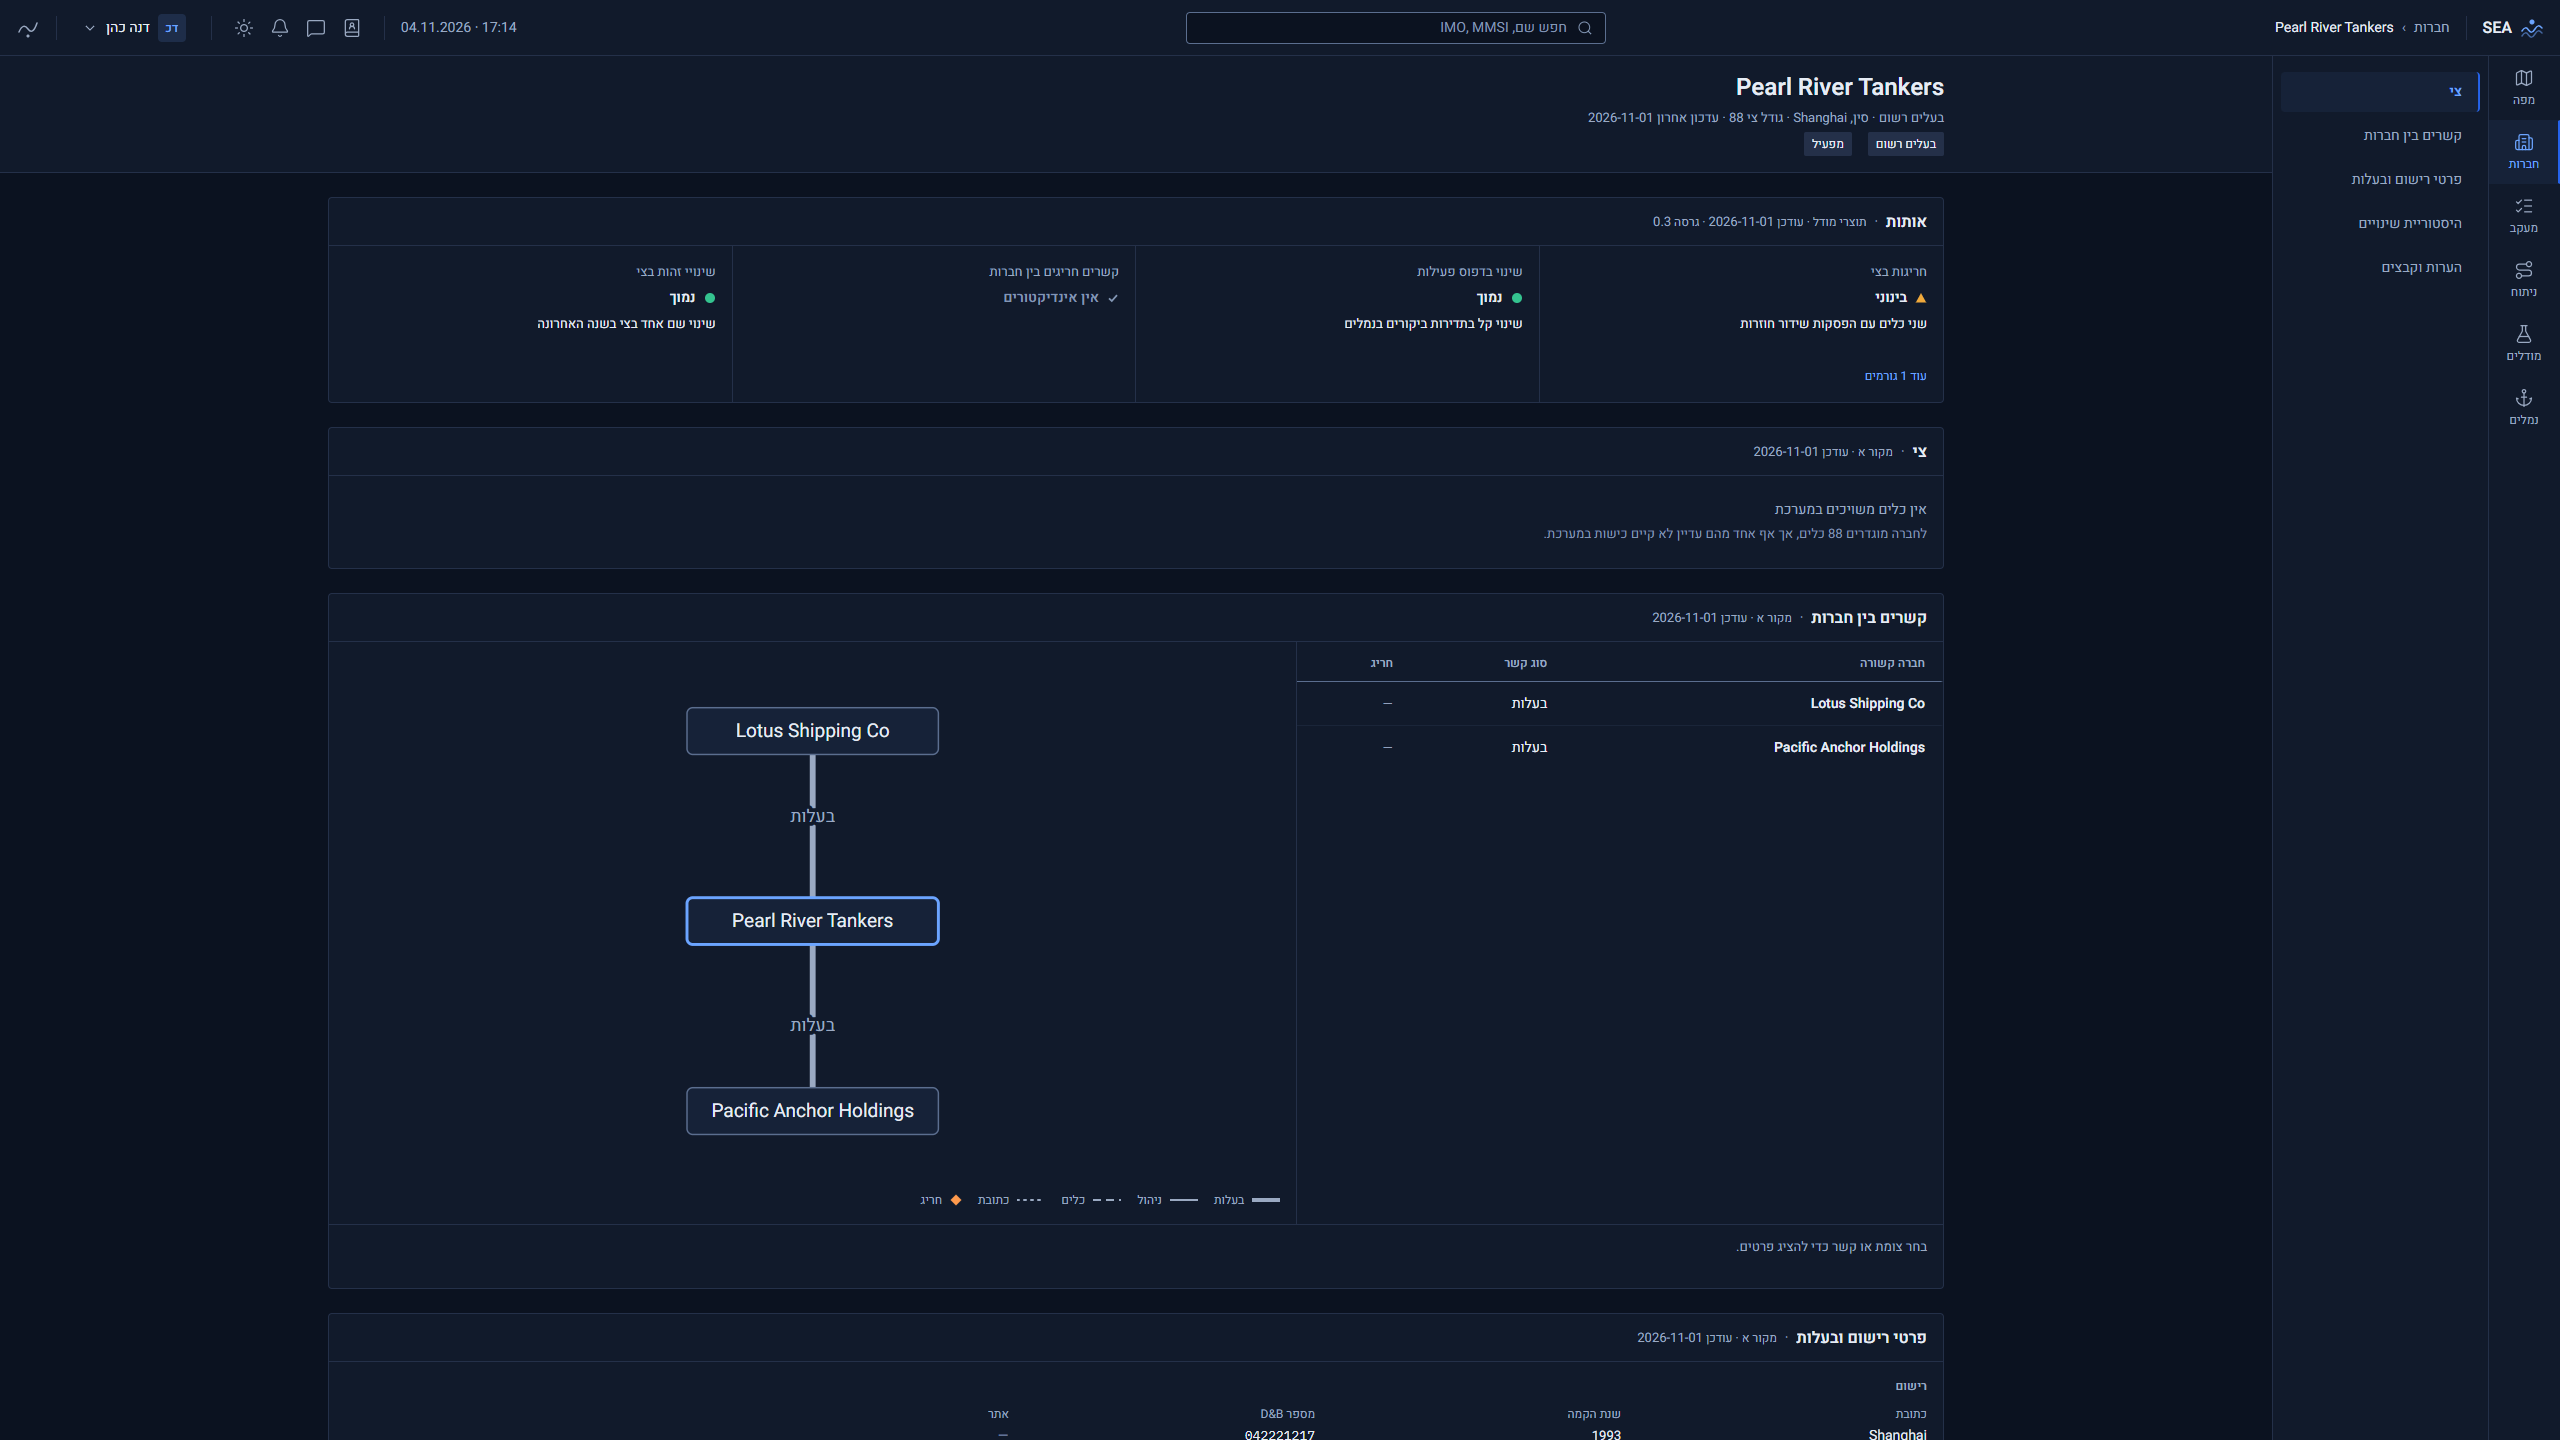 SEA
חברות › Pearl River Tankers
חפש שם, IMO, MMSI
04.11.2026 · 17:14
דכ
דנה כהן
מפה
חברות
מעקב
ניתוח
מודלים
נמלים
צי
קשרים בין חברות
פרטי רישום ובעלות
היסטוריית שינויים
הערות וקבצים
Pearl River Tankers
בעלים רשום · סין, Shanghai · גודל צי 88 · עדכון אחרון 2026-11-01
בעלים רשום
מפעיל
אותות · תוצרי מודל · עודכן 2026-11-01 · גרסה 0.3
חריגות בצי
בינוני
שני כלים עם הפסקות שידור חוזרות
עוד 1 גורמים
שינוי בדפוס פעילות
נמוך
שינוי קל בתדירות ביקורים בנמלים
קשרים חריגים בין חברות
אין אינדיקטורים
שינויי זהות בצי
נמוך
שינוי שם אחד בצי בשנה האחרונה
צי · מקור א · עודכן 2026-11-01
אין כלים משויכים במערכת
לחברה מוגדרים 88 כלים, אך אף אחד מהם עדיין לא קיים כישות במערכת.
קשרים בין חברות · מקור א · עודכן 2026-11-01
חברה קשורה סוג קשר חריג
Lotus Shipping Co בעלות —
Pacific Anchor Holdings בעלות —
Lotus Shipping Co
בעלות
Pearl River Tankers
בעלות
Pacific Anchor Holdings
בעלות ניהול כלים כתובת חריג
בחר צומת או קשר כדי להציג פרטים.
פרטי רישום ובעלות · מקור א · עודכן 2026-11-01
רישום
כתובת שנת הקמה מספר D&B אתר
Shanghai 1993 042221217 —